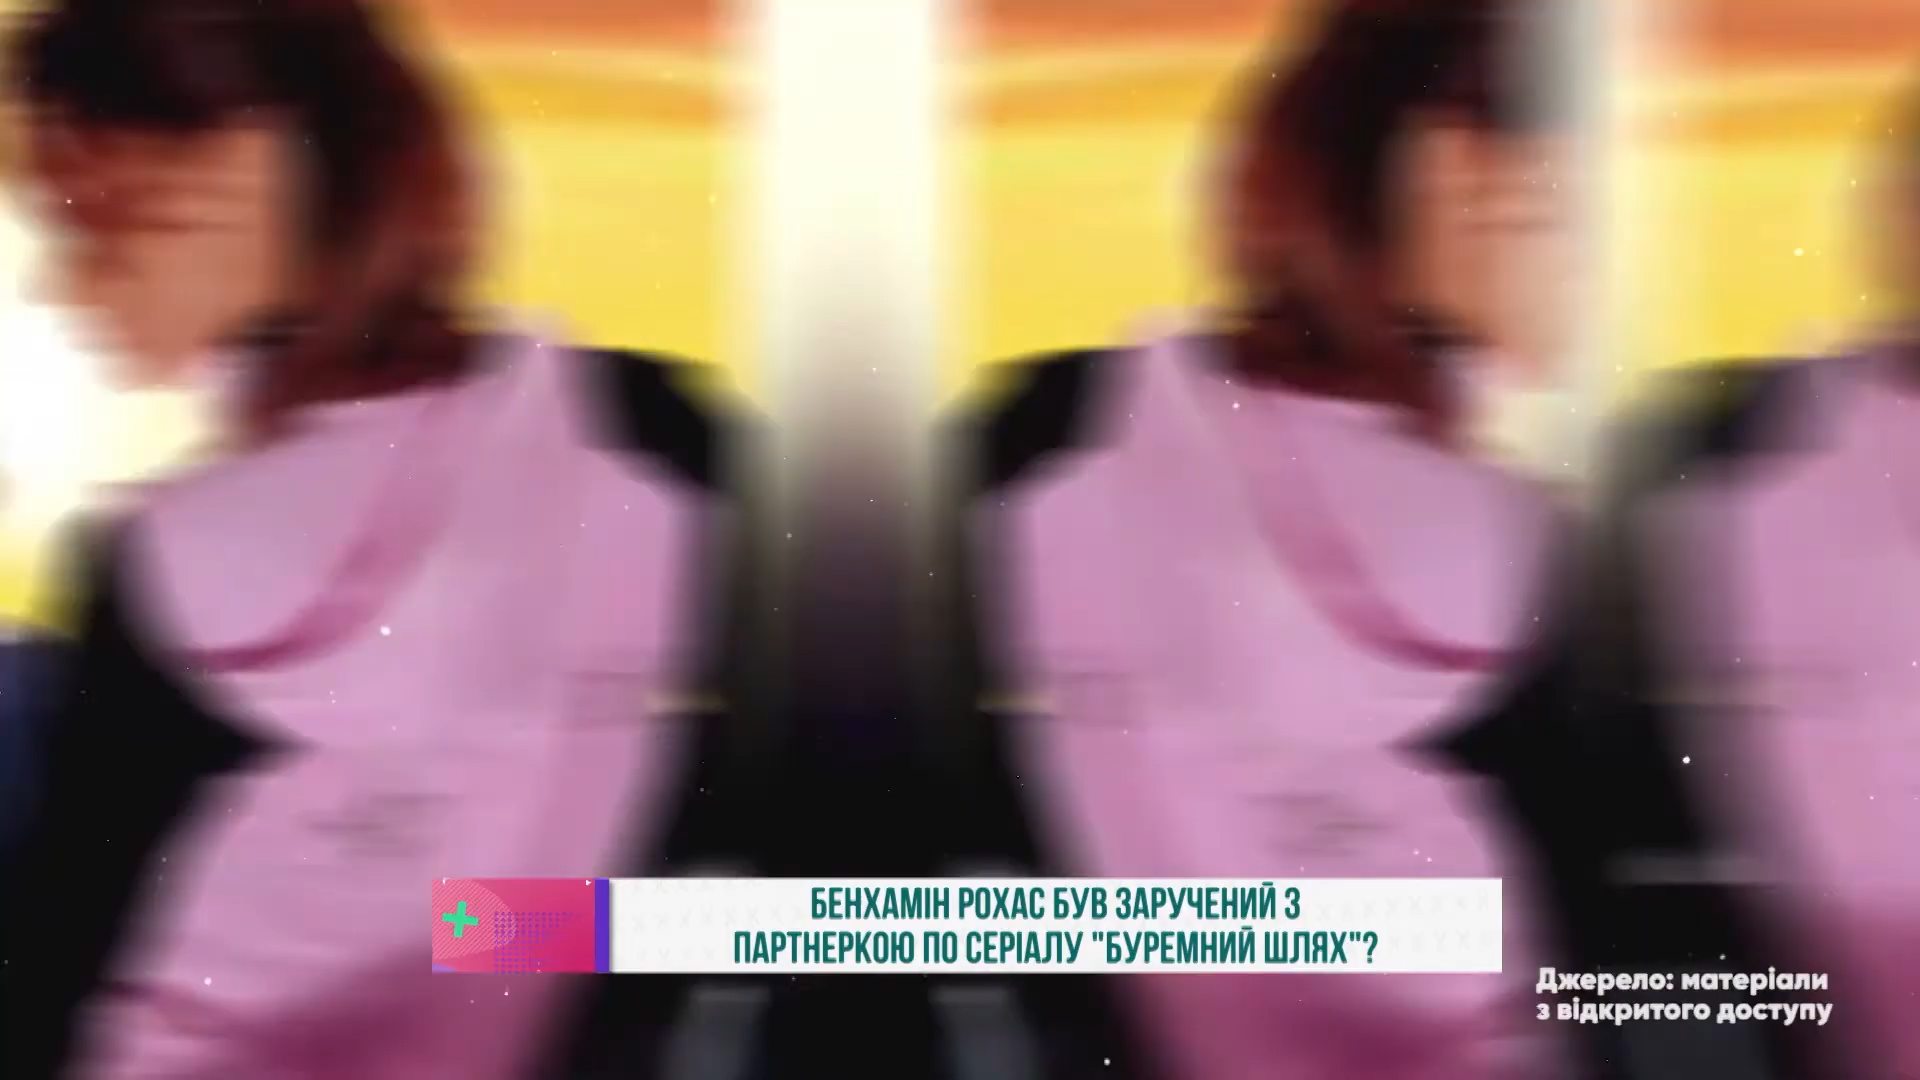 БЕНХАМІН РОХАС БУВ ЗАРУЧЕНИЙ З
ПАРТНЕРКОЮ ПО СЕРІАЛУ "БУРЕМНИЙ ШЛЯХ"?
Джерело: матеріали
з відкритого доступу